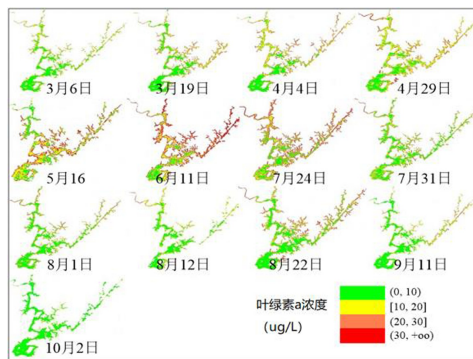 3月6日
3月19日
4月4日
4月29日
5月16
6月11日
7月24日
7月31日
8月1日
8月12日
8月22日
9月11日
10月2日
叶绿素a浓度
(ug/L)
(0, 10)
[10, 20]
(20, 30]
(30, +oo)